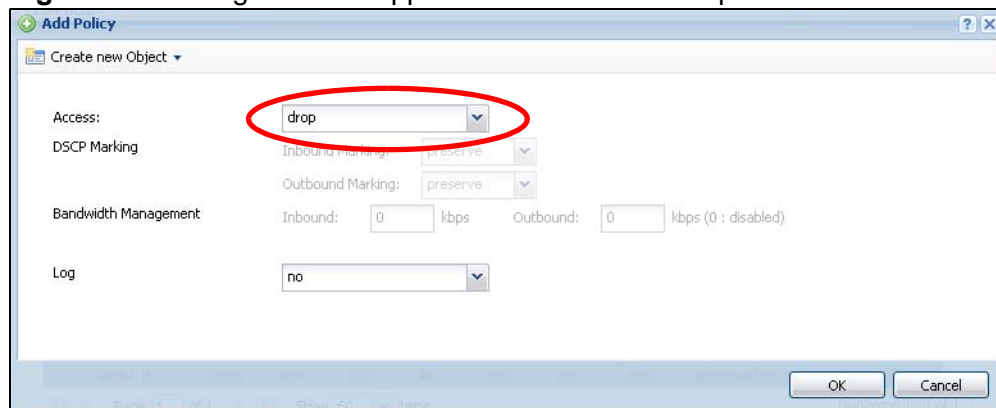 Add Policy
Create new Object
Access: drop
DSCP Marking Inbound Marking: preserve
Outbound Marking: preserve
Bandwidth Management Inbound: 0 kbps Outbound: 0 kbps (0 : disabled)
Log no
OK Cancel